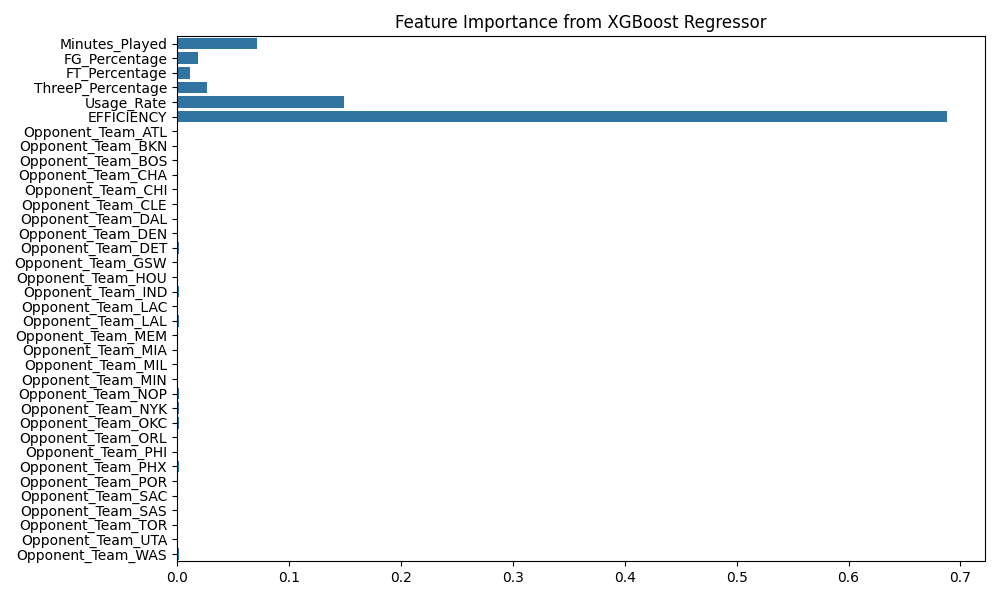 Feature Importance from XGBoost Regressor
Minutes_Played
FG_Percentage
FT_Percentage
ThreeP_Percentage
Usage_Rate
EFFICIENCY
Opponent_Team_ATL
Opponent_Team_BKN
Opponent_Team_BOS
Opponent_Team_CHA
Opponent_Team_CHI
Opponent_Team_CLE
Opponent_Team_DAL
Opponent_Team_DEN
Opponent_Team_DET
Opponent_Team_GSW
Opponent_Team_HOU
Opponent_Team_IND
Opponent_Team_LAC
Opponent_Team_LAL
Opponent_Team_MEM
Opponent_Team_MIA
Opponent_Team_MIL
Opponent_Team_MIN
Opponent_Team_NOP
Opponent_Team_NYK
Opponent_Team_OKC
Opponent_Team_ORL
Opponent_Team_PHI
Opponent_Team_PHX
Opponent_Team_POR
Opponent_Team_SAC
Opponent_Team_SAS
Opponent_Team_TOR
Opponent_Team_UTA
Opponent_Team_WAS
0.0 0.1 0.2 0.3 0.4 0.5 0.6 0.7